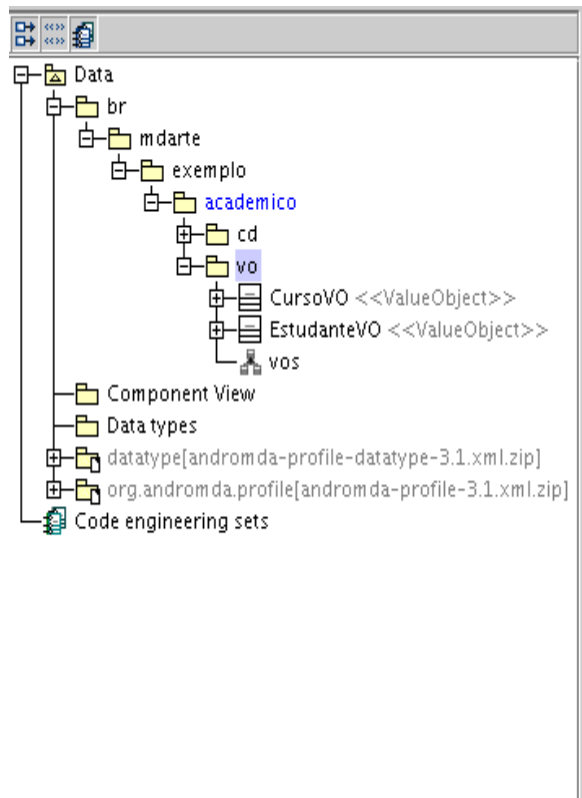 Data
br
mdarte
exemplo
academico
cd
vo
CursoVO <<ValueObject>>
EstudanteVO <<ValueObject>>
vos
Component View
Data types
datatype[andromda-profile-datatype-3.1.xml.zip]
org.andromda.profile[andromda-profile-3.1.xml.zip]
Code engineering sets